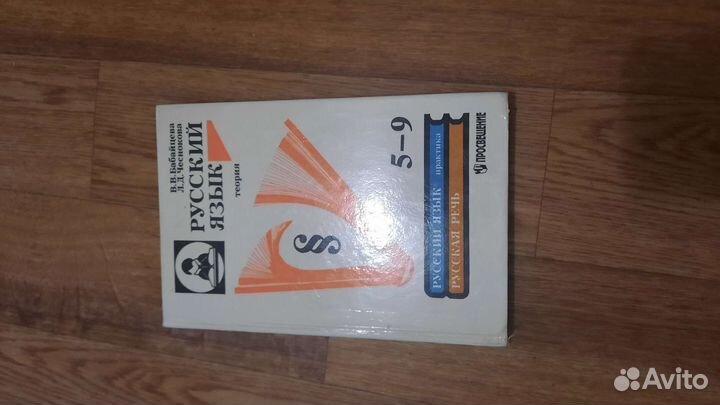 В.В.Бабайцева
Л.Д.Чеснокова
РУССКИЙ
ЯЗЫК
теория
§
5–9
РУССКИЙ ЯЗЫК практика
РУССКАЯ РЕЧЬ
ПРОСВЕЩЕНИЕ
Avito